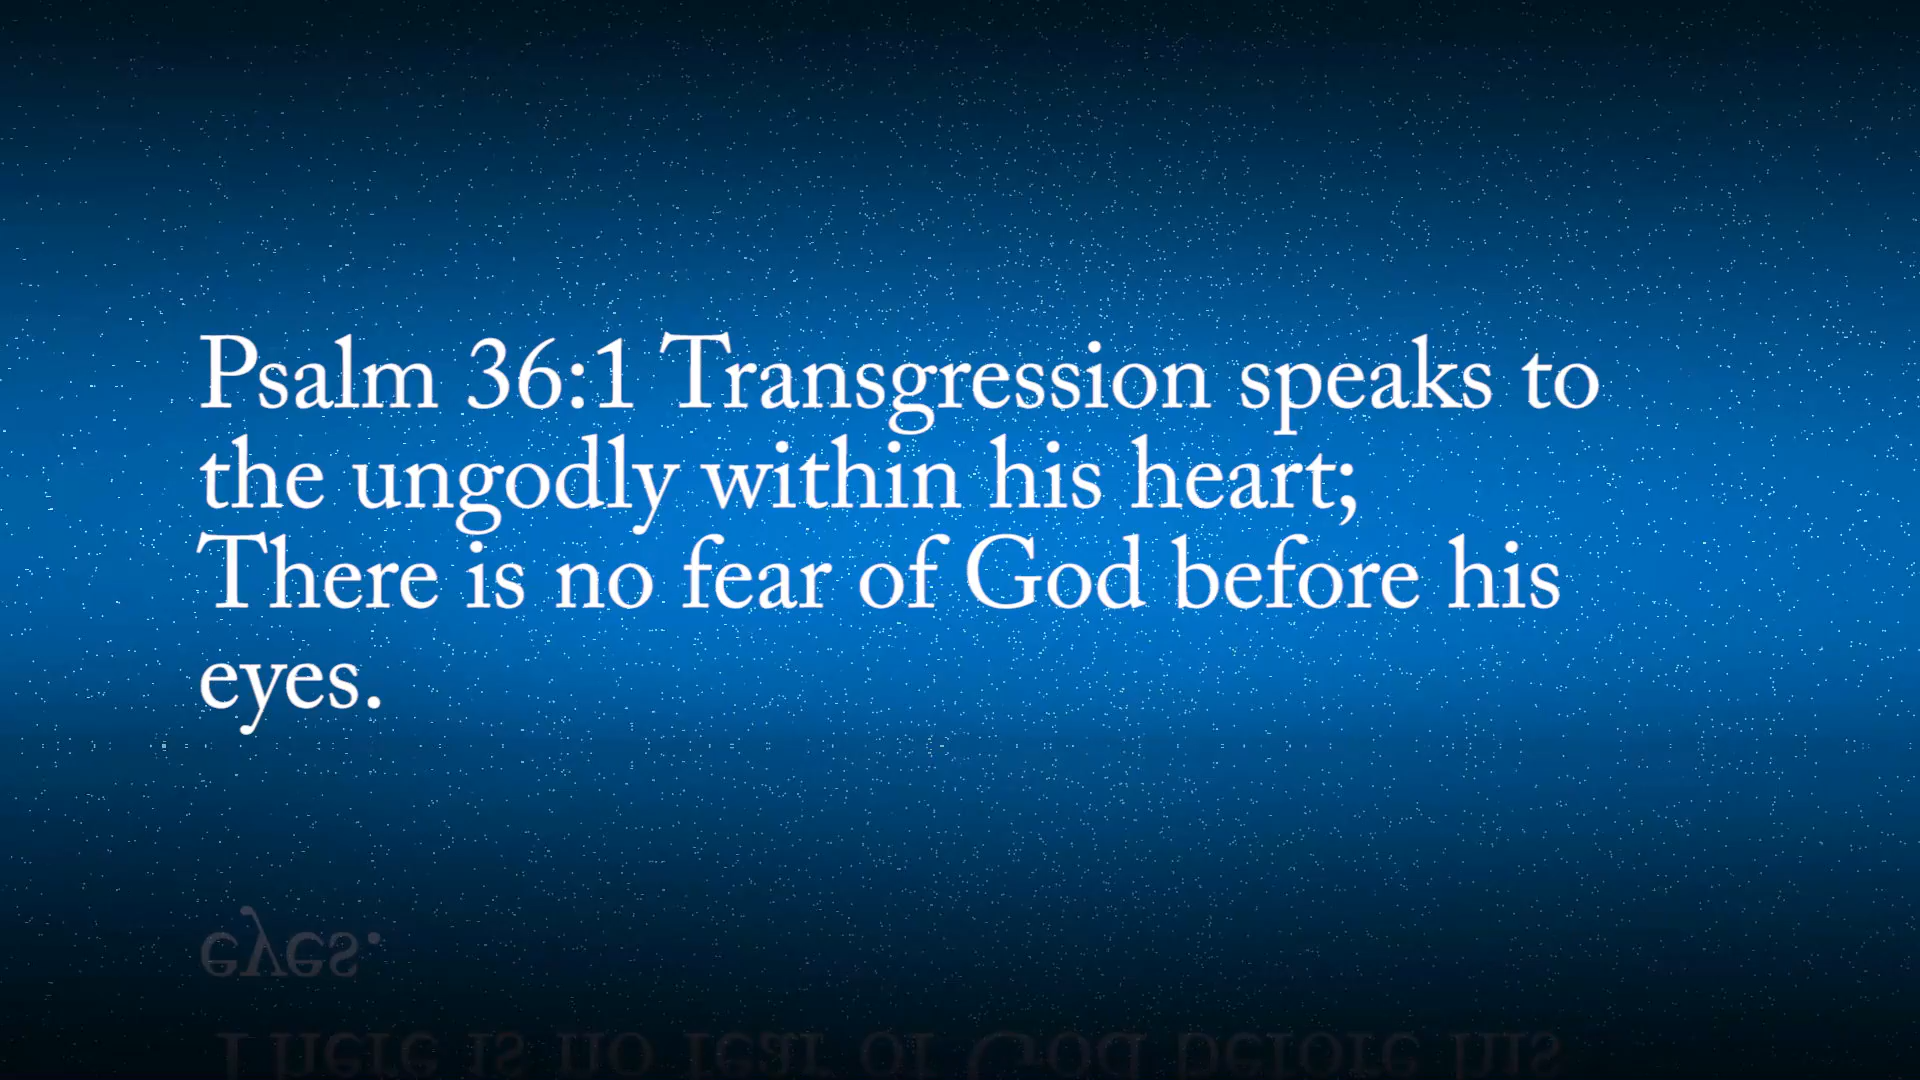 Psalm 36:1 Transgression speaks to
the ungodly within his heart;
There is no fear of God before his
eyes.